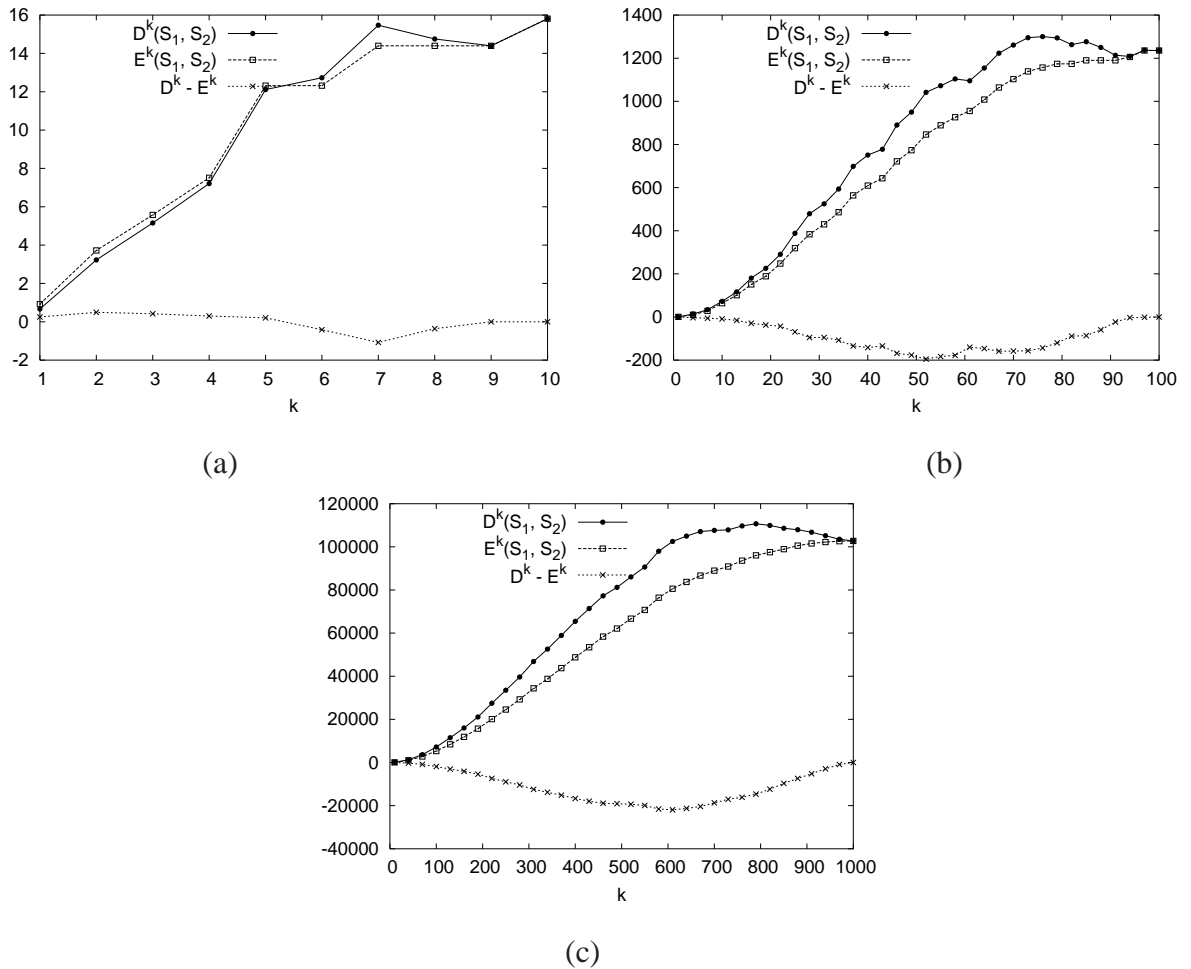 16
14
12
10
8
6
4
2
0
-2
D^k(S_1, S_2)
E^k(S_1, S_2)
D^k - E^k
1 2 3 4 5 6 7 8 9 10
k
(a)
1400
1200
1000
800
600
400
200
0
-200
D^k(S_1, S_2)
E^k(S_1, S_2)
D^k - E^k
0 10 20 30 40 50 60 70 80 90 100
k
(b)
120000
100000
80000
60000
40000
20000
0
-20000
-40000
D^k(S_1, S_2)
E^k(S_1, S_2)
D^k - E^k
0 100 200 300 400 500 600 700 800 900 1000
k
(c)